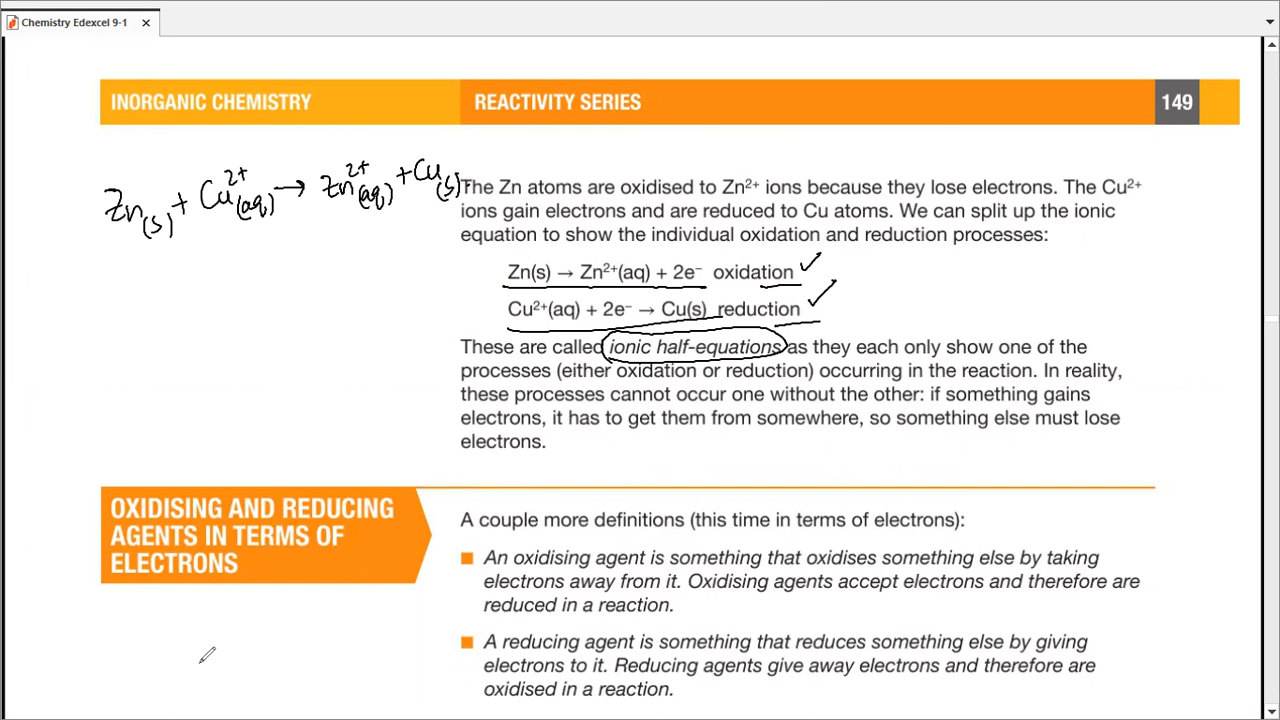 Chemistry Edexcel 9-1
INORGANIC CHEMISTRY
REACTIVITY SERIES
149
Zn(s) + Cu²⁺(aq) → Zn²⁺(aq) + Cu(s)
The Zn atoms are oxidised to Zn²⁺ ions because they lose electrons. The Cu²⁺
ions gain electrons and are reduced to Cu atoms. We can split up the ionic
equation to show the individual oxidation and reduction processes:
Zn(s) → Zn²⁺(aq) + 2e⁻ oxidation ✓
Cu²⁺(aq) + 2e⁻ → Cu(s) reduction ✓
These are called ionic half-equations as they each only show one of the
processes (either oxidation or reduction) occurring in the reaction. In reality,
these processes cannot occur one without the other: if something gains
electrons, it has to get them from somewhere, so something else must lose
electrons.
OXIDISING AND REDUCING
AGENTS IN TERMS OF
ELECTRONS
A couple more definitions (this time in terms of electrons):
An oxidising agent is something that oxidises something else by taking
electrons away from it. Oxidising agents accept electrons and therefore are
reduced in a reaction.
A reducing agent is something that reduces something else by giving
electrons to it. Reducing agents give away electrons and therefore are
oxidised in a reaction.